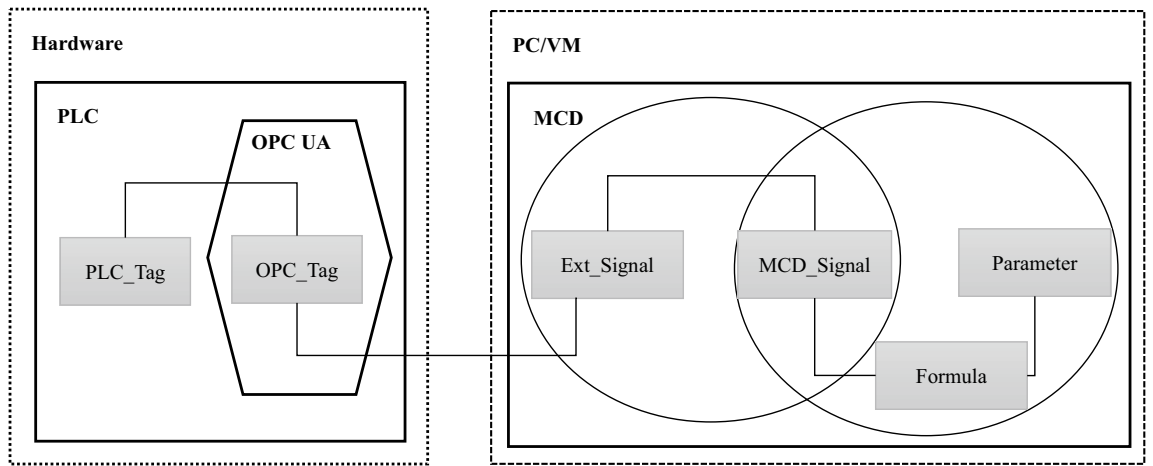 Hardware
PLC
OPC UA
PLC_Tag
OPC_Tag
PC/VM
MCD
Ext_Signal
MCD_Signal
Parameter
Formula